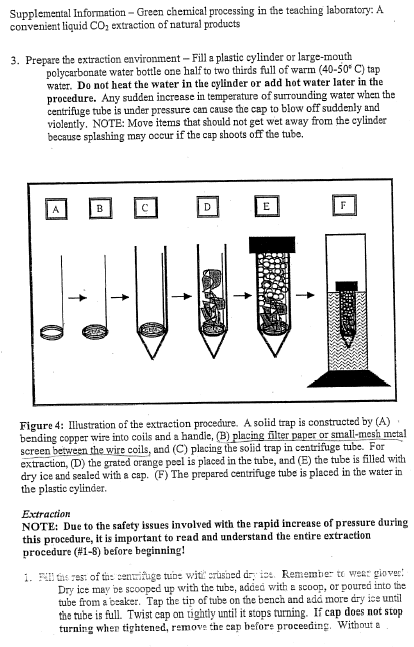 Supplemental Information – Green chemical processing in the teaching laboratory: A
convenient liquid CO₂ extraction of natural products
3. Prepare the extraction environment – Fill a plastic cylinder or large-mouth
polycarbonate water bottle one half to two thirds full of warm (40-50° C) tap
water. Do not heat the water in the cylinder or add hot water later in the
procedure. Any sudden increase in temperature of surrounding water when the
centrifuge tube is under pressure can cause the cap to blow off suddenly and
violently. NOTE: Move items that should not get wet away from the cylinder
because splashing may occur if the cap shoots off the tube.
A B C D E F
Figure 4: Illustration of the extraction procedure. A solid trap is constructed by (A)
bending copper wire into coils and a handle, (B) placing filter paper or small-mesh metal
screen between the wire coils, and (C) placing the solid trap in centrifuge tube. For
extraction, (D) the grated orange peel is placed in the tube, and (E) the tube is filled with
dry ice and sealed with a cap. (F) The prepared centrifuge tube is placed in the water in
the plastic cylinder.
Extraction
NOTE: Due to the safety issues involved with the rapid increase of pressure during
this procedure, it is important to read and understand the entire extraction
procedure (#1-8) before beginning!
1. Fill the rest of the centrifuge tube with crushed dry ice. Remember to wear gloves!
Dry ice may be scooped up with the tube, added with a scoop, or poured into the
tube from a beaker. Tap the tip of tube on the bench and add more dry ice until
the tube is full. Twist cap on tightly until it stops turning. If cap does not stop
turning when tightened, remove the cap before proceeding. Without a